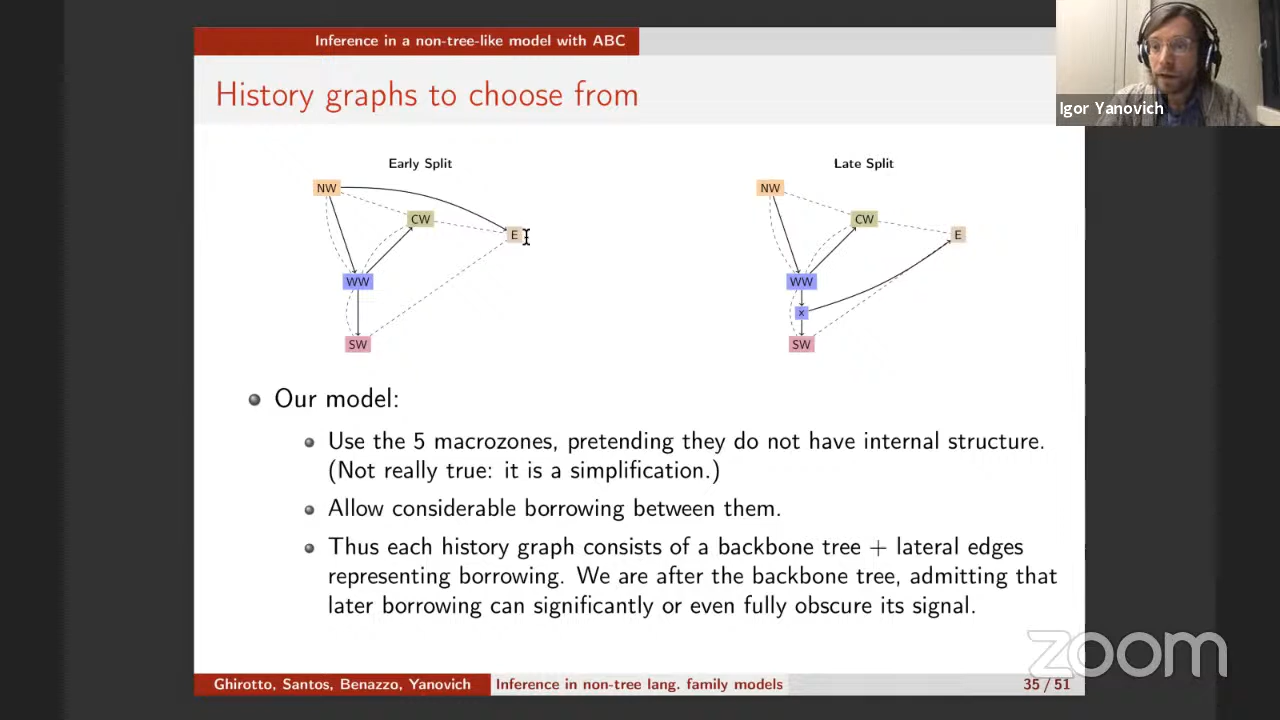 Inference in a non-tree-like model with ABC
Igor Yanovich
History graphs to choose from
Early Split
NW
CW
E
WW
SW
Late Split
NW
CW
E
WW
x
SW
Our model:
Use the 5 macrozones, pretending they do not have internal structure.
(Not really true: it is a simplification.)
Allow considerable borrowing between them.
Thus each history graph consists of a backbone tree + lateral edges
representing borrowing. We are after the backbone tree, admitting that
later borrowing can significantly or even fully obscure its signal.
zoom
Ghirotto, Santos, Benazzo, Yanovich Inference in non-tree lang. family models 35 / 51